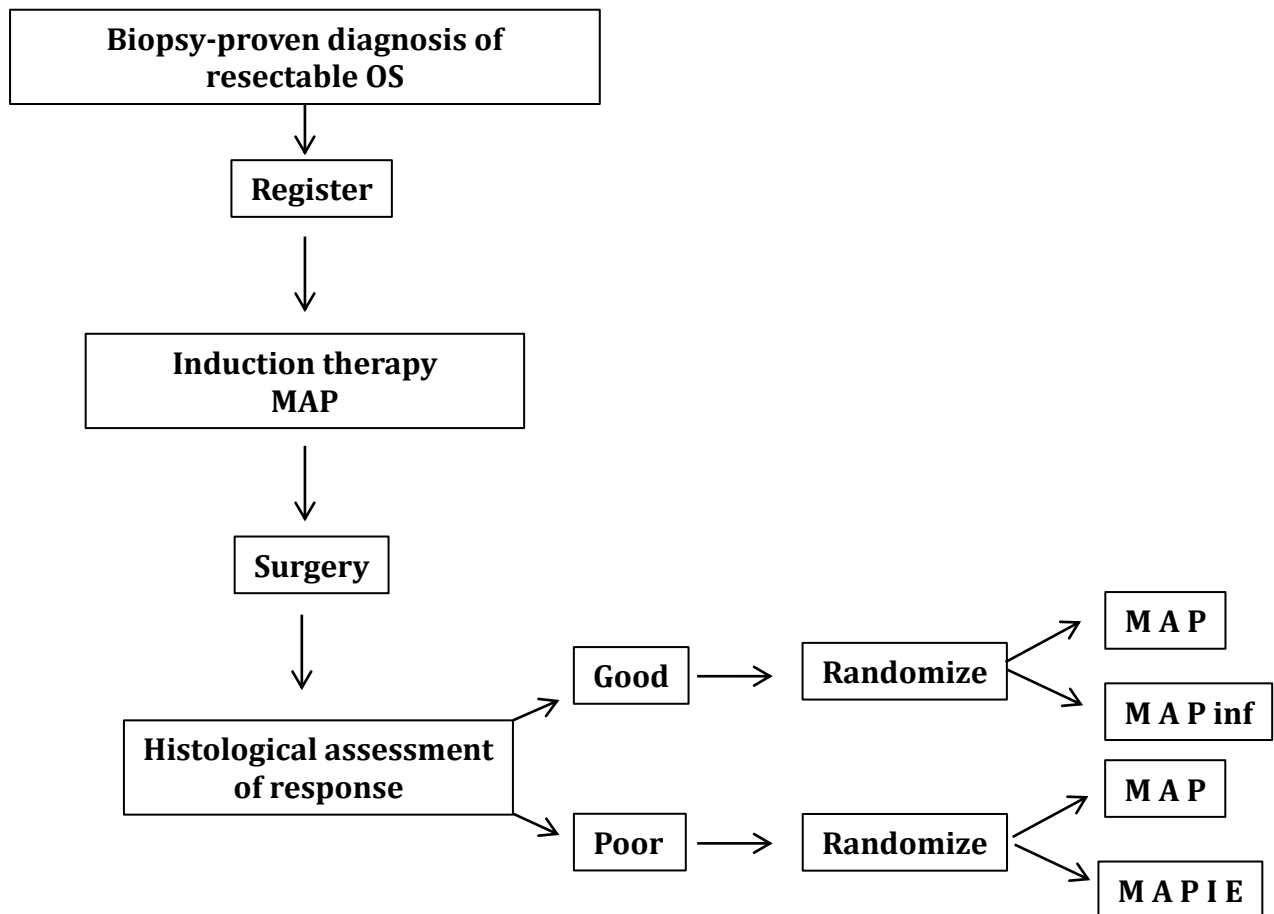 Biopsy-proven diagnosis of
resectable OS
Register
Induction therapy
MAP
Surgery
Histological assessment
of response
Good
Randomize
M A P
M A P inf
Poor
Randomize
M A P
M A P I E